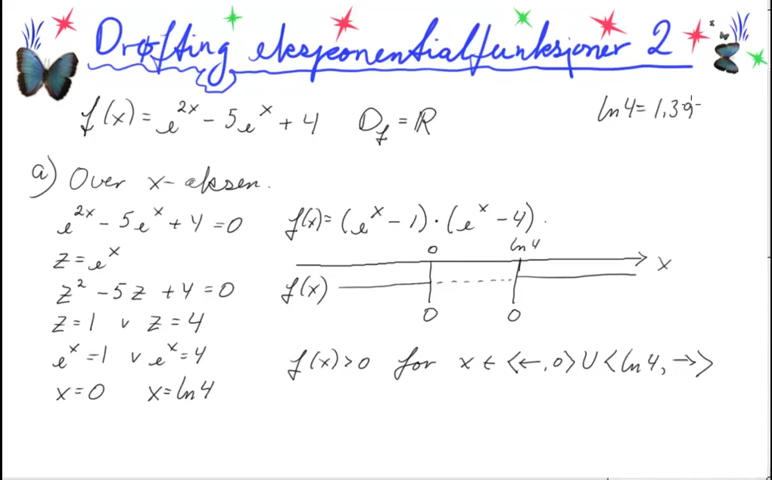 Drøfting eksponentialfunksjoner 2
f(x) = e^{2x} - 5e^x + 4 D_f = ℝ ln4 = 1,39
a) Over x-aksen.
e^{2x} - 5e^x + 4 = 0
z = e^x
z² - 5z + 4 = 0
z = 1 v z = 4
e^x = 1 v e^x = 4
x = 0 x = ln4
f(x) = (e^x - 1) · (e^x - 4).
0 ln4
x
f(x)
0 0
f(x) > 0 for x ∈ <←, 0> ∪ <ln4, →>